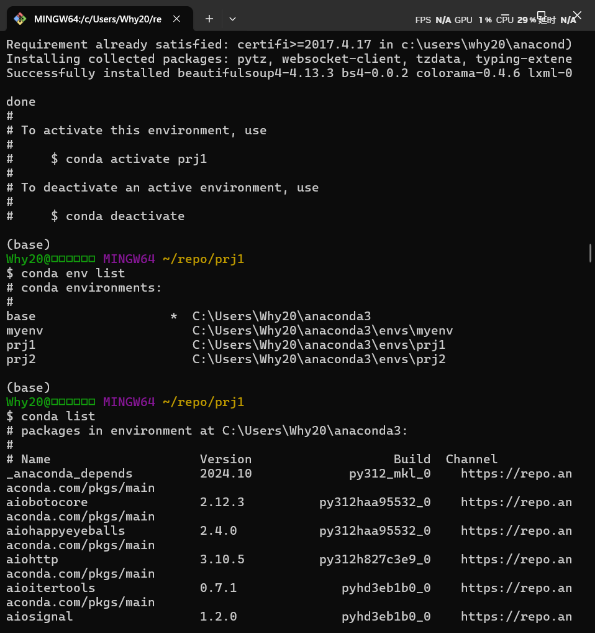 MINGW64:/c/Users/Why20/re
FPS N/A GPU 1 % CPU 29 % 延时 N/A
Requirement already satisfied: certifi>=2017.4.17 in c:\users\why20\anacond)
Installing collected packages: pytz, websocket-client, tzdata, typing-extene
Successfully installed beautifulsoup4-4.13.3 bs4-0.0.2 colorama-0.4.6 lxml-0
done
#
# To activate this environment, use
#
#     $ conda activate prj1
#
# To deactivate an active environment, use
#
#     $ conda deactivate
(base)
Why20@□□□□□□ MINGW64 ~/repo/prj1
$ conda env list
# conda environments:
#
base                  *  C:\Users\Why20\anaconda3
myenv                    C:\Users\Why20\anaconda3\envs\myenv
prj1                     C:\Users\Why20\anaconda3\envs\prj1
prj2                     C:\Users\Why20\anaconda3\envs\prj2
(base)
Why20@□□□□□□ MINGW64 ~/repo/prj1
$ conda list
# packages in environment at C:\Users\Why20\anaconda3:
#
# Name                    Version                   Build  Channel
_anaconda_depends         2024.10             py312_mkl_0    https://repo.an
aconda.com/pkgs/main
aiobotocore               2.12.3          py312haa95532_0    https://repo.an
aconda.com/pkgs/main
aiohappyeyeballs          2.4.0           py312haa95532_0    https://repo.an
aconda.com/pkgs/main
aiohttp                   3.10.5          py312h827c3e9_0    https://repo.an
aconda.com/pkgs/main
aioitertools              0.7.1              pyhd3eb1b0_0    https://repo.an
aconda.com/pkgs/main
aiosignal                 1.2.0              pyhd3eb1b0_0    https://repo.an